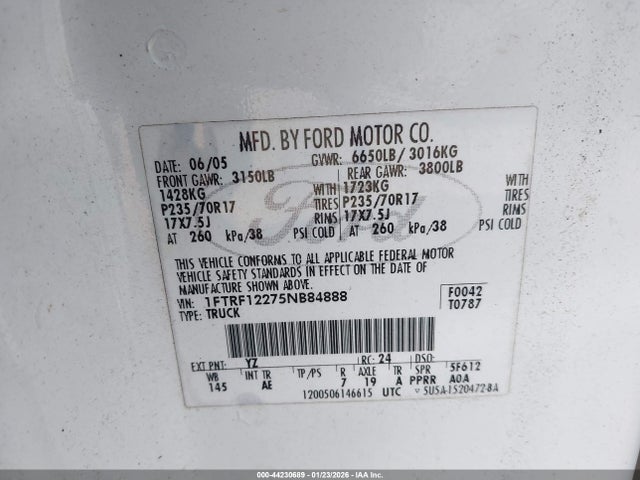 MFD. BY FORD MOTOR CO.
DATE: 06/05 GVWR: 6650LB/ 3016KG
FRONT GAWR: 3150LB REAR GAWR: 3800LB
1428KG WITH 1723KG WITH
P235/70R17 TIRES P235/70R17 TIRES
17X7.5J RIMS 17X7.5J RIMS
AT 260 kPa/38 PSI COLD AT 260 kPa/38 PSI COLD
Ford
THIS VEHICLE CONFORMS TO ALL APPLICABLE FEDERAL MOTOR
VEHICLE SAFETY STANDARDS IN EFFECT ON THE DATE OF
MANUFACTURE SHOWN ABOVE.
VIN: 1FTRF12275NB84888 F0042
TYPE: TRUCK T0787
EXT PNT: YZ RC: 24 DSO:
WB INT TR TP/PS R AXLE TR SPR 5F612
145 AE 7 19 A PPRR A0A
1200506146615 UTC
000-44230689 | 01/23/2026 - IAA Inc.